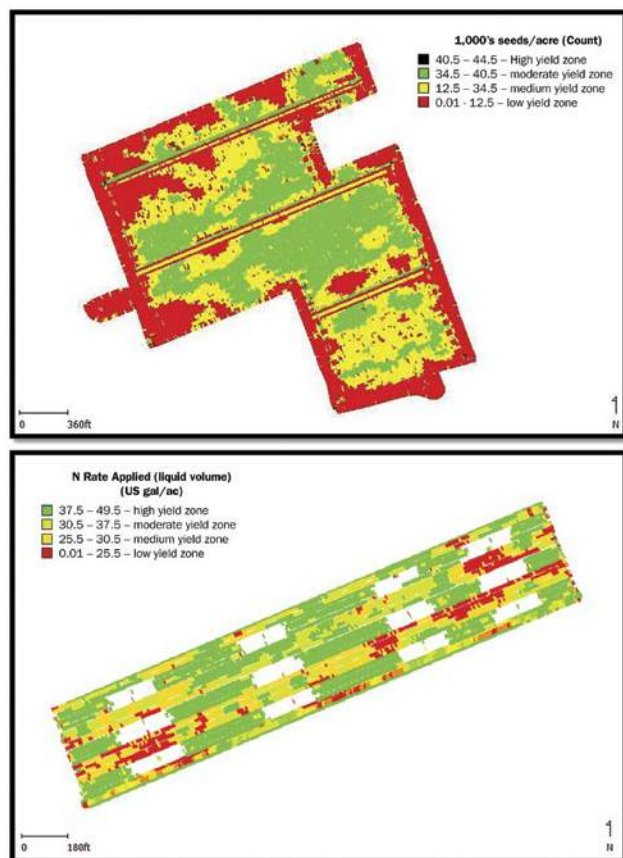 1,000's seeds/acre (Count)
40.5 – 44.5 – High yield zone
34.5 – 40.5 – moderate yield zone
12.5 – 34.5 – medium yield zone
0.01 - 12.5 – low yield zone
0 360ft
N
N Rate Applied (liquid volume)
(US gal/ac)
37.5 – 49.5 – high yield zone
30.5 – 37.5 – moderate yield zone
25.5 – 30.5 – medium yield zone
0.01 – 25.5 – low yield zone
0 180ft
N